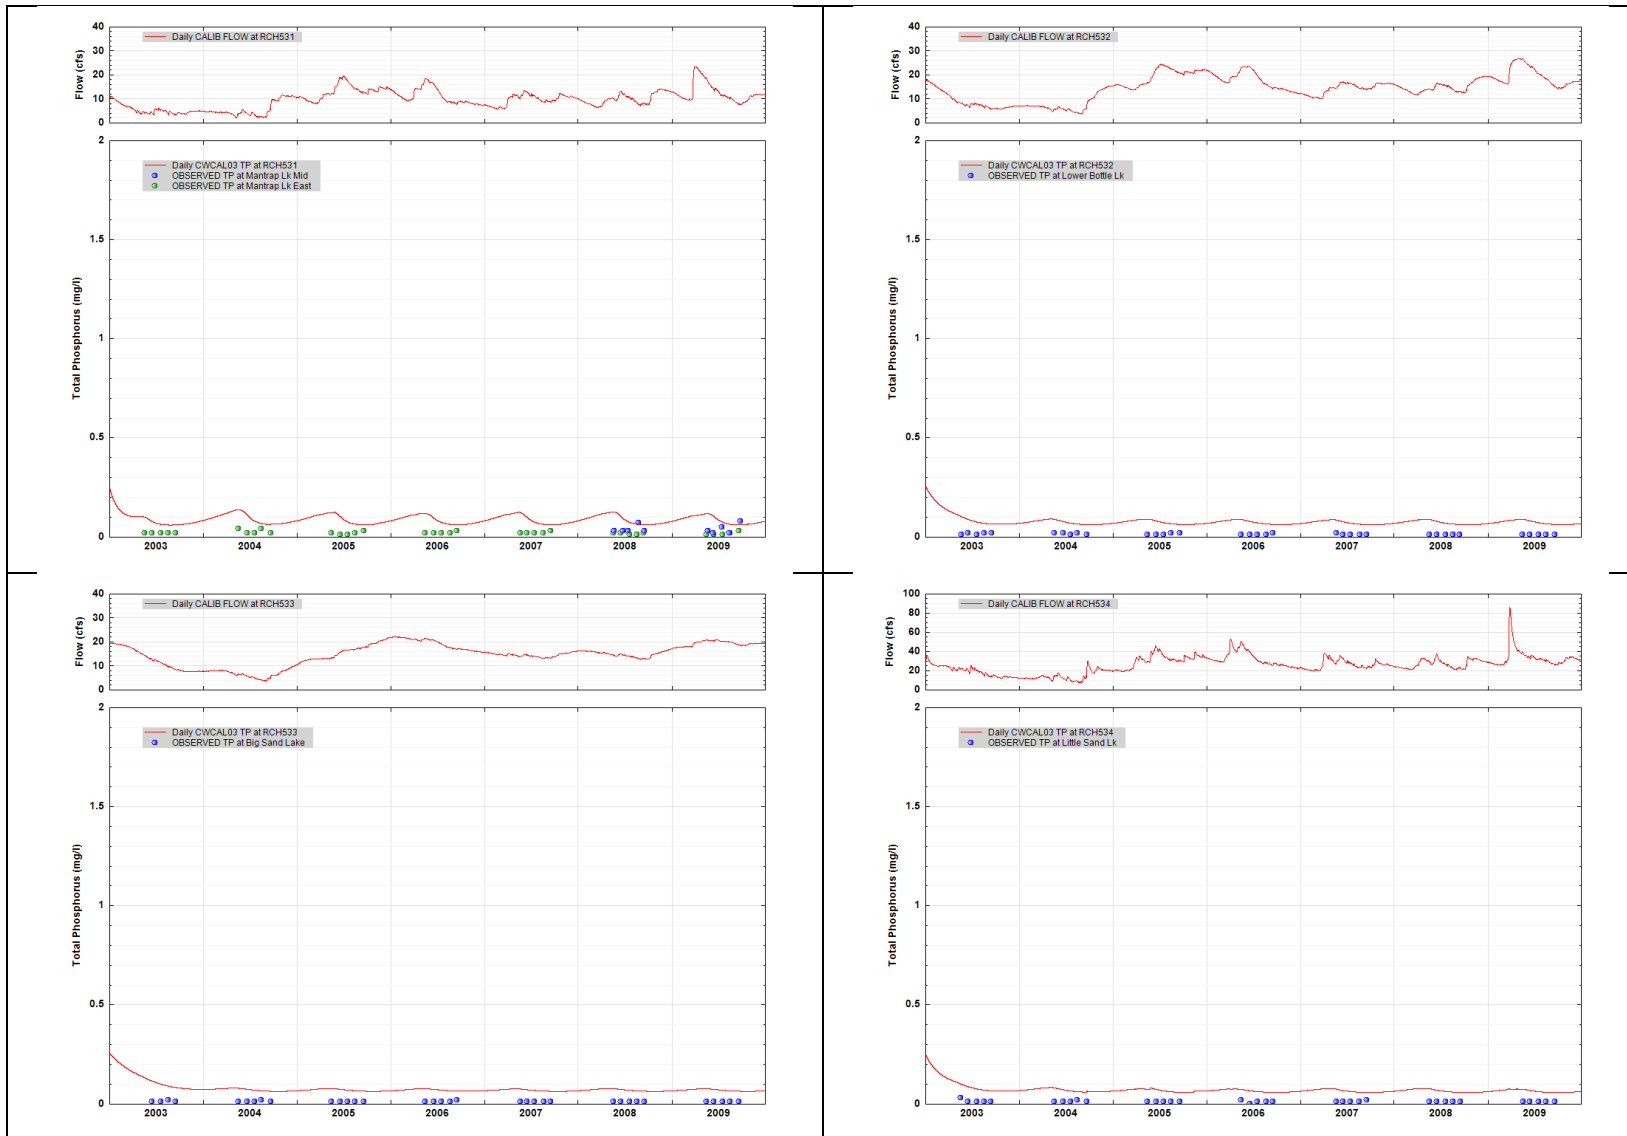 40
30
20
10
0
Flow (cfs)
Daily CALIB FLOW at RCH531
2
1.5
1
0.5
0
Total Phosphorus (mg/l)
Daily CWCAL03 TP at RCH531
OBSERVED TP at Mantrap Lk Mid
OBSERVED TP at Mantrap Lk East
2003 2004 2005 2006 2007 2008 2009
40
30
20
10
0
Flow (cfs)
Daily CALIB FLOW at RCH532
2
1.5
1
0.5
0
Total Phosphorus (mg/l)
Daily CWCAL03 TP at RCH532
OBSERVED TP at Lower Bottle Lk
2003 2004 2005 2006 2007 2008 2009
40
30
20
10
0
Flow (cfs)
Daily CALIB FLOW at RCH533
2
1.5
1
0.5
0
Total Phosphorus (mg/l)
Daily CWCAL03 TP at RCH533
OBSERVED TP at Big Sand Lake
2003 2004 2005 2006 2007 2008 2009
100
80
60
40
20
0
Flow (cfs)
Daily CALIB FLOW at RCH534
2
1.5
1
0.5
0
Total Phosphorus (mg/l)
Daily CWCAL03 TP at RCH534
OBSERVED TP at Little Sand Lk
2003 2004 2005 2006 2007 2008 2009